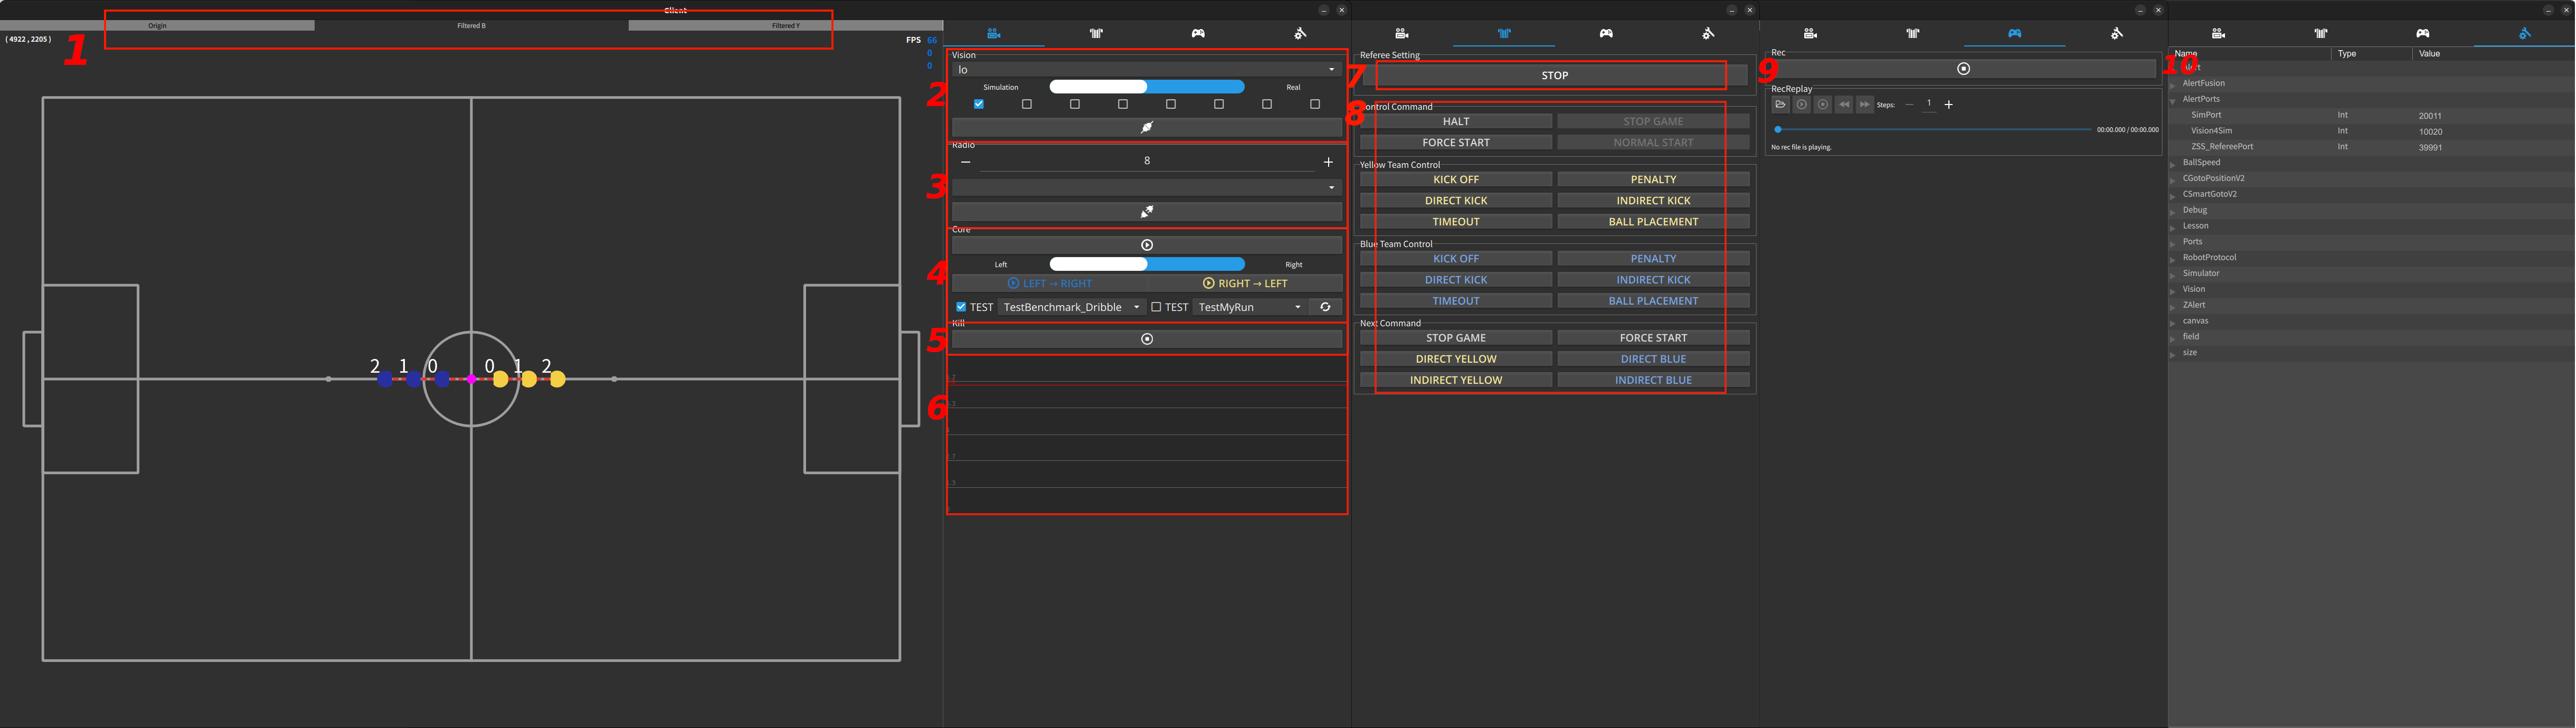 Client
Origin
Filtered B
Filtered Y
1
( 4922 , 2205 )
FPS 66
0
0
2 1 0 0 1 2
Vision
lo
2
Simulation
Real
Radio
3
8
Core
4
Left
Right
LEFT → RIGHT
RIGHT → LEFT
TEST
TestBenchmark_Dribble
TEST
TestMyRun
Kill
5
6
Referee Setting
7
STOP
8
Control Command
HALT
STOP GAME
FORCE START
NORMAL START
Yellow Team Control
KICK OFF
PENALTY
DIRECT KICK
INDIRECT KICK
TIMEOUT
BALL PLACEMENT
Blue Team Control
KICK OFF
PENALTY
DIRECT KICK
INDIRECT KICK
TIMEOUT
BALL PLACEMENT
Next Command
STOP GAME
FORCE START
DIRECT YELLOW
DIRECT BLUE
INDIRECT YELLOW
INDIRECT BLUE
Rec
9
RecReplay
Steps:
1
00:00.000 / 00:00.000
No rec file is playing.
10
Name
Type
Value
Alert
AlertFusion
AlertPorts
SimPort Int 20011
Vision4Sim Int 10020
ZSS_RefereePort Int 39991
BallSpeed
CGotoPositionV2
CSmartGotoV2
Debug
Lesson
Ports
RobotProtocol
Simulator
Vision
ZAlert
canvas
field
size